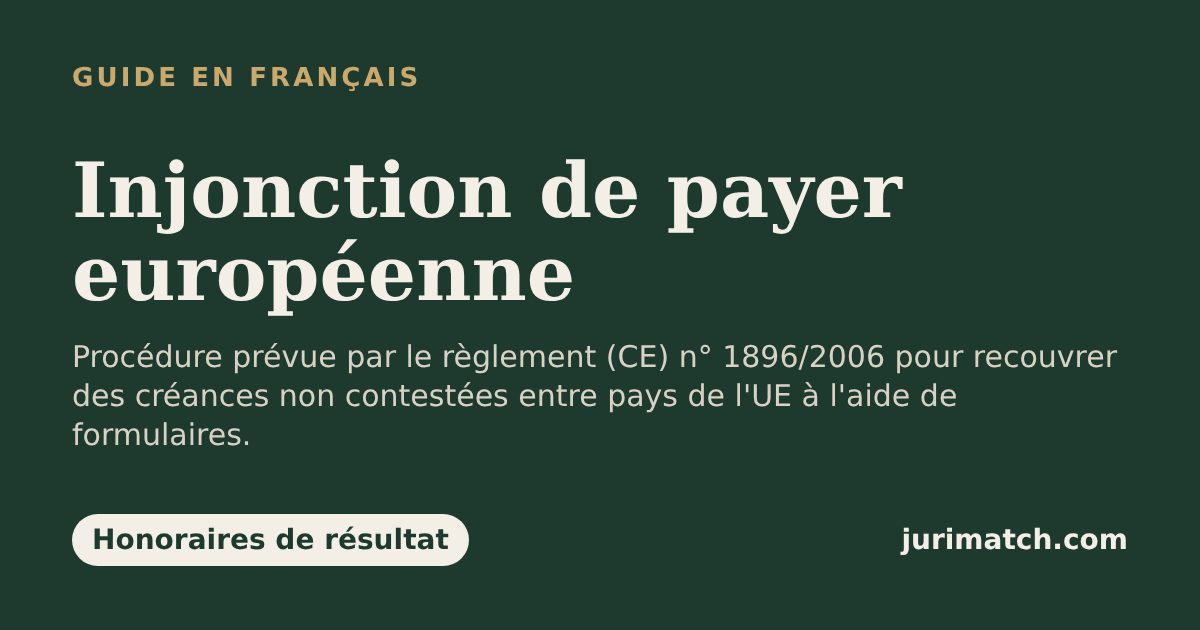 GUIDE EN FRANÇAIS
Injonction de payer
européenne
Procédure prévue par le règlement (CE) n° 1896/2006 pour recouvrer
des créances non contestées entre pays de l'UE à l'aide de
formulaires.
Honoraires de résultat
jurimatch.com